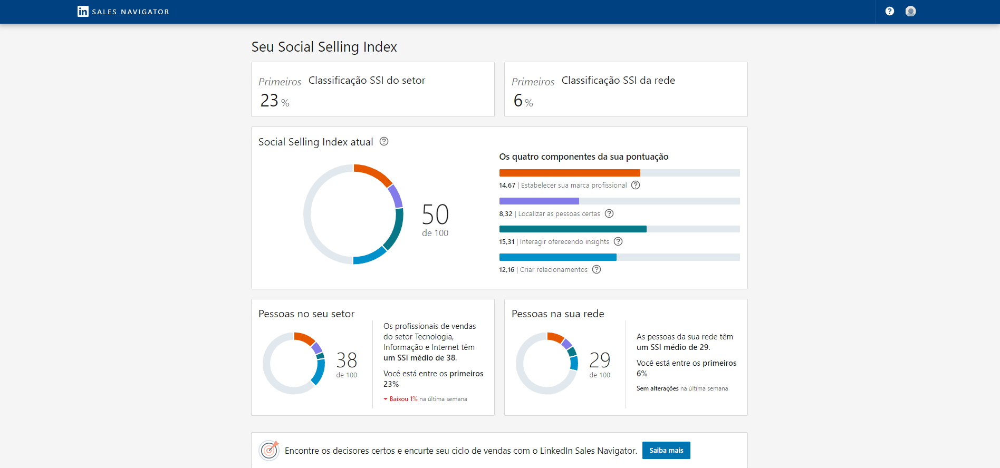 in SALES NAVIGATOR
?
Seu Social Selling Index
Primeiros Classificação SSI do setor
23 %
Primeiros Classificação SSI da rede
6 %
Social Selling Index atual ?
50
de 100
Os quatro componentes da sua pontuação
14,67 | Estabelecer sua marca profissional ?
8,32 | Localizar as pessoas certas ?
15,31 | Interagir oferecendo insights ?
12,16 | Criar relacionamentos ?
Pessoas no seu setor
38
de 100
Os profissionais de vendas
do setor Tecnologia,
Informação e Internet têm
um SSI médio de 38.
Você está entre os primeiros
23%
Baixou 1% na última semana
Pessoas na sua rede
29
de 100
As pessoas da sua rede têm
um SSI médio de 29.
Você está entre os primeiros
6%
Sem alterações na última semana
Encontre os decisores certos e encurte seu ciclo de vendas com o LinkedIn Sales Navigator. Saiba mais